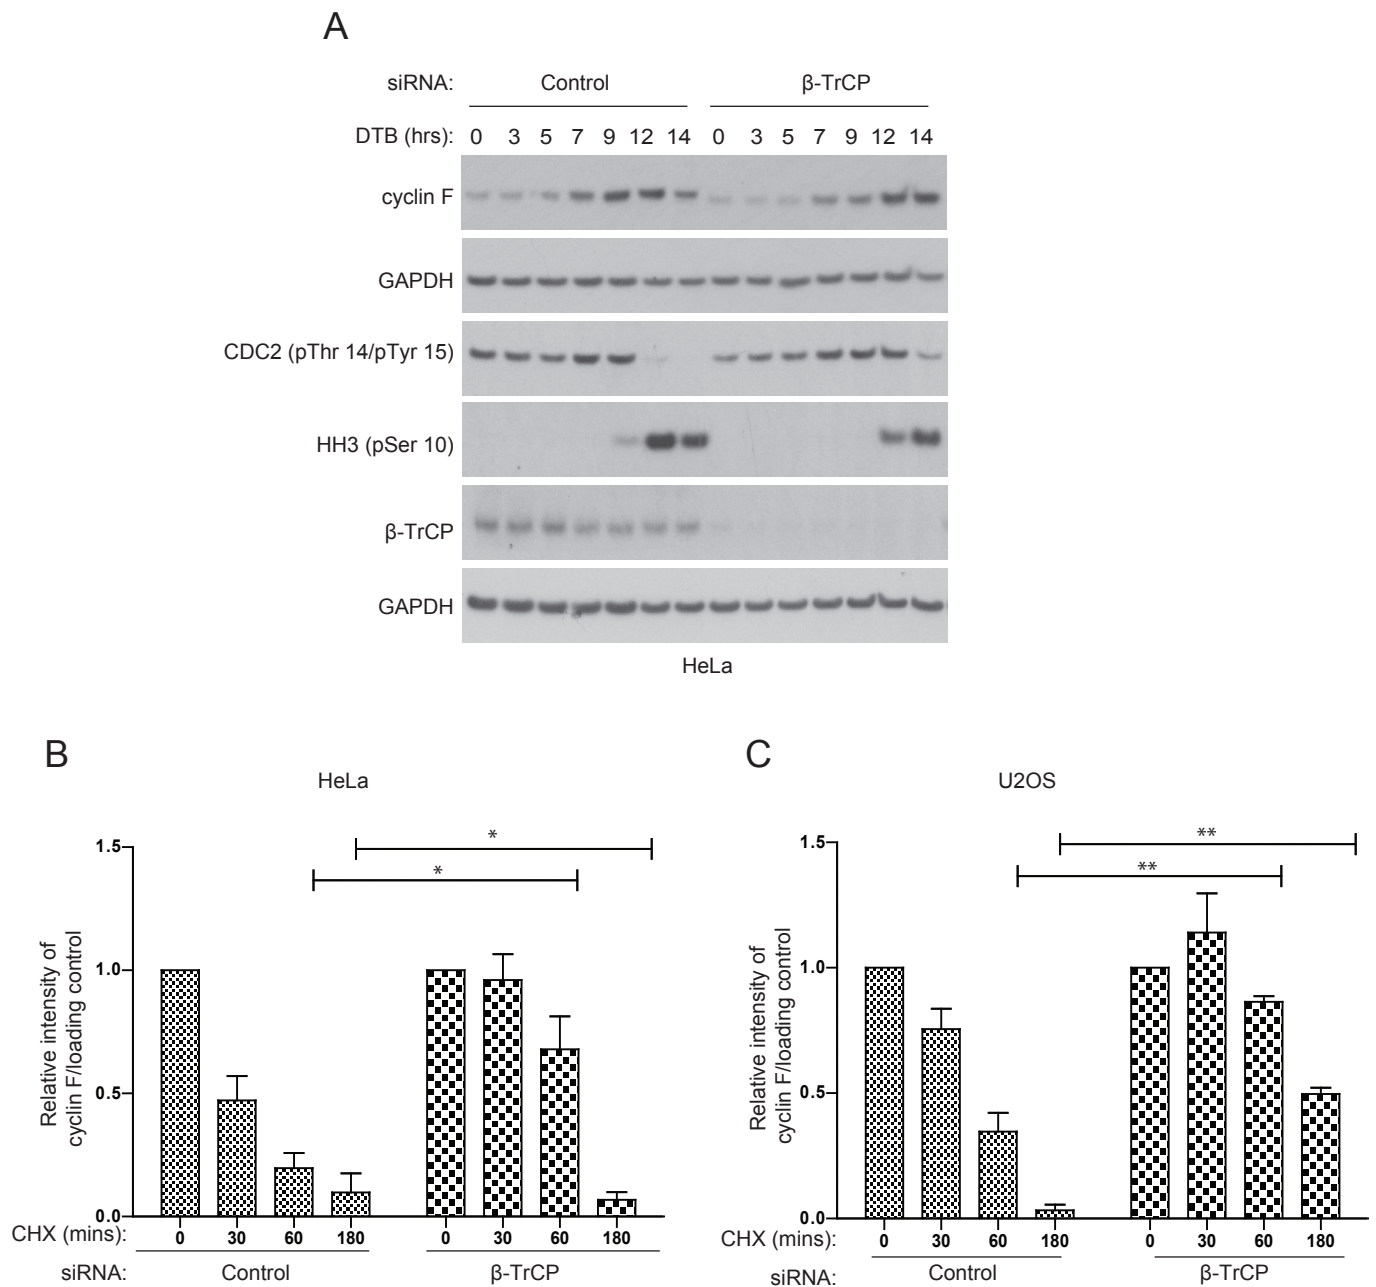 A
siRNA: Control β-TrCP
DTB (hrs): 0 3 5 7 9 12 14 0 3 5 7 9 12 14
cyclin F
GAPDH
CDC2 (pThr 14/pTyr 15)
HH3 (pSer 10)
β-TrCP
GAPDH
HeLa
B
HeLa
*
*
1.5
1.0
0.5
0.0
Relative intensity of
cyclin F/loading control
CHX (mins): 0 30 60 180 0 30 60 180
siRNA: Control β-TrCP
C
U2OS
**
**
1.5
1.0
0.5
0.0
Relative intensity of
cyclin F/loading control
CHX (mins): 0 30 60 180 0 30 60 180
siRNA: Control β-TrCP